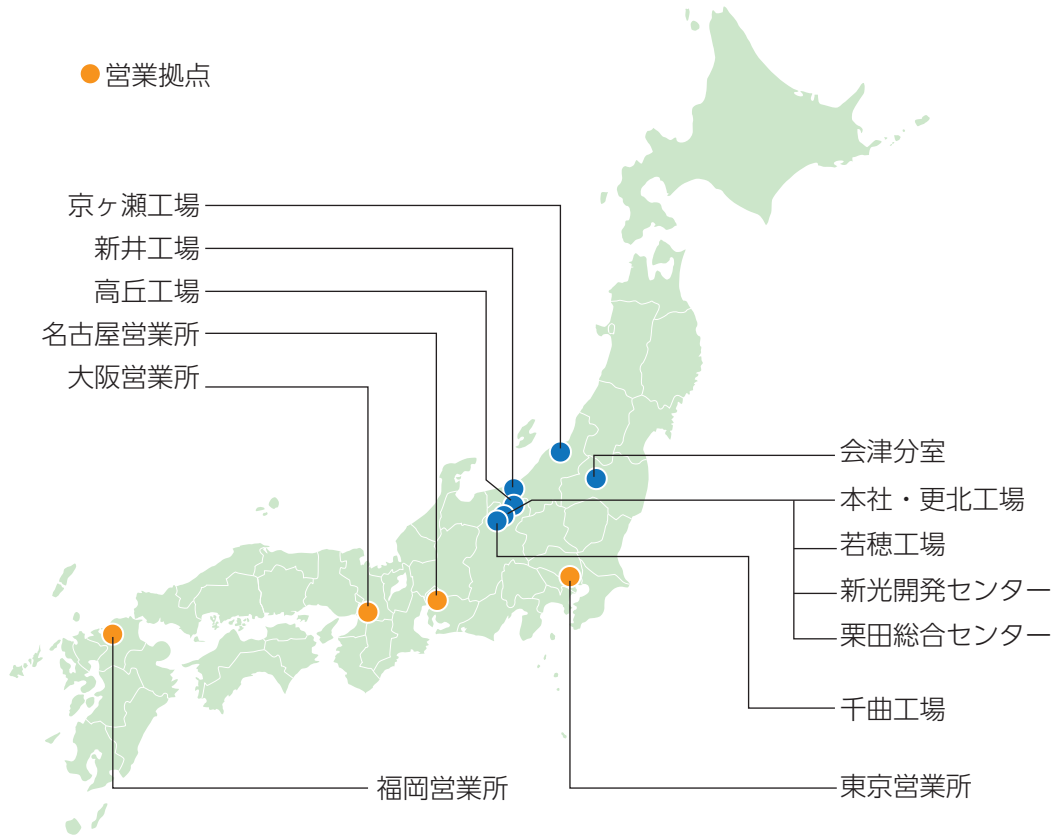 営業拠点
京ヶ瀬工場
新井工場
高丘工場
名古屋営業所
大阪営業所
会津分室
本社・更北工場
若穂工場
新光開発センター
栗田総合センター
千曲工場
福岡営業所
東京営業所